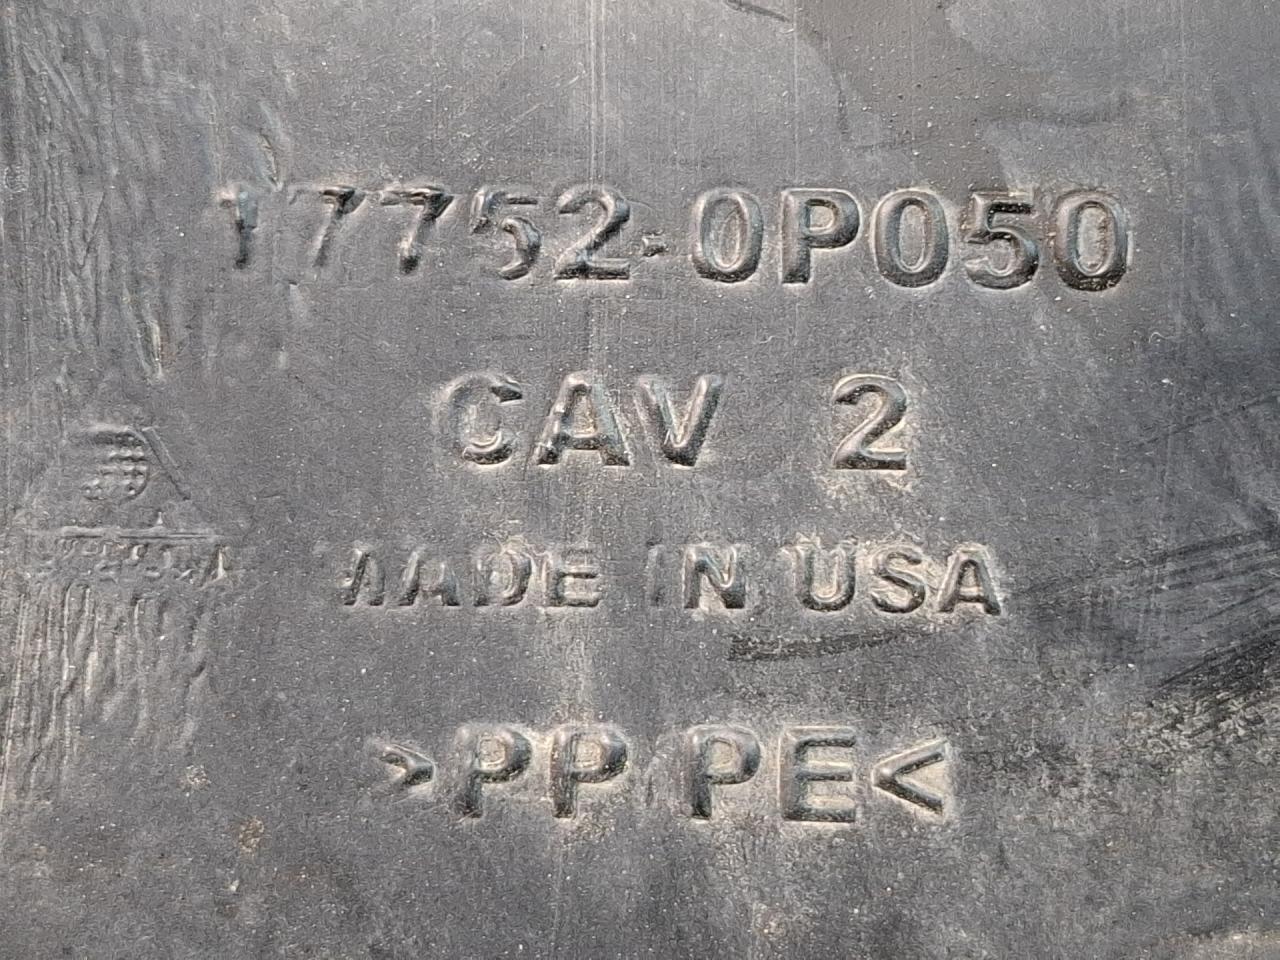 17752-0P050
CAV 2
MADE IN USA
>PP PE<